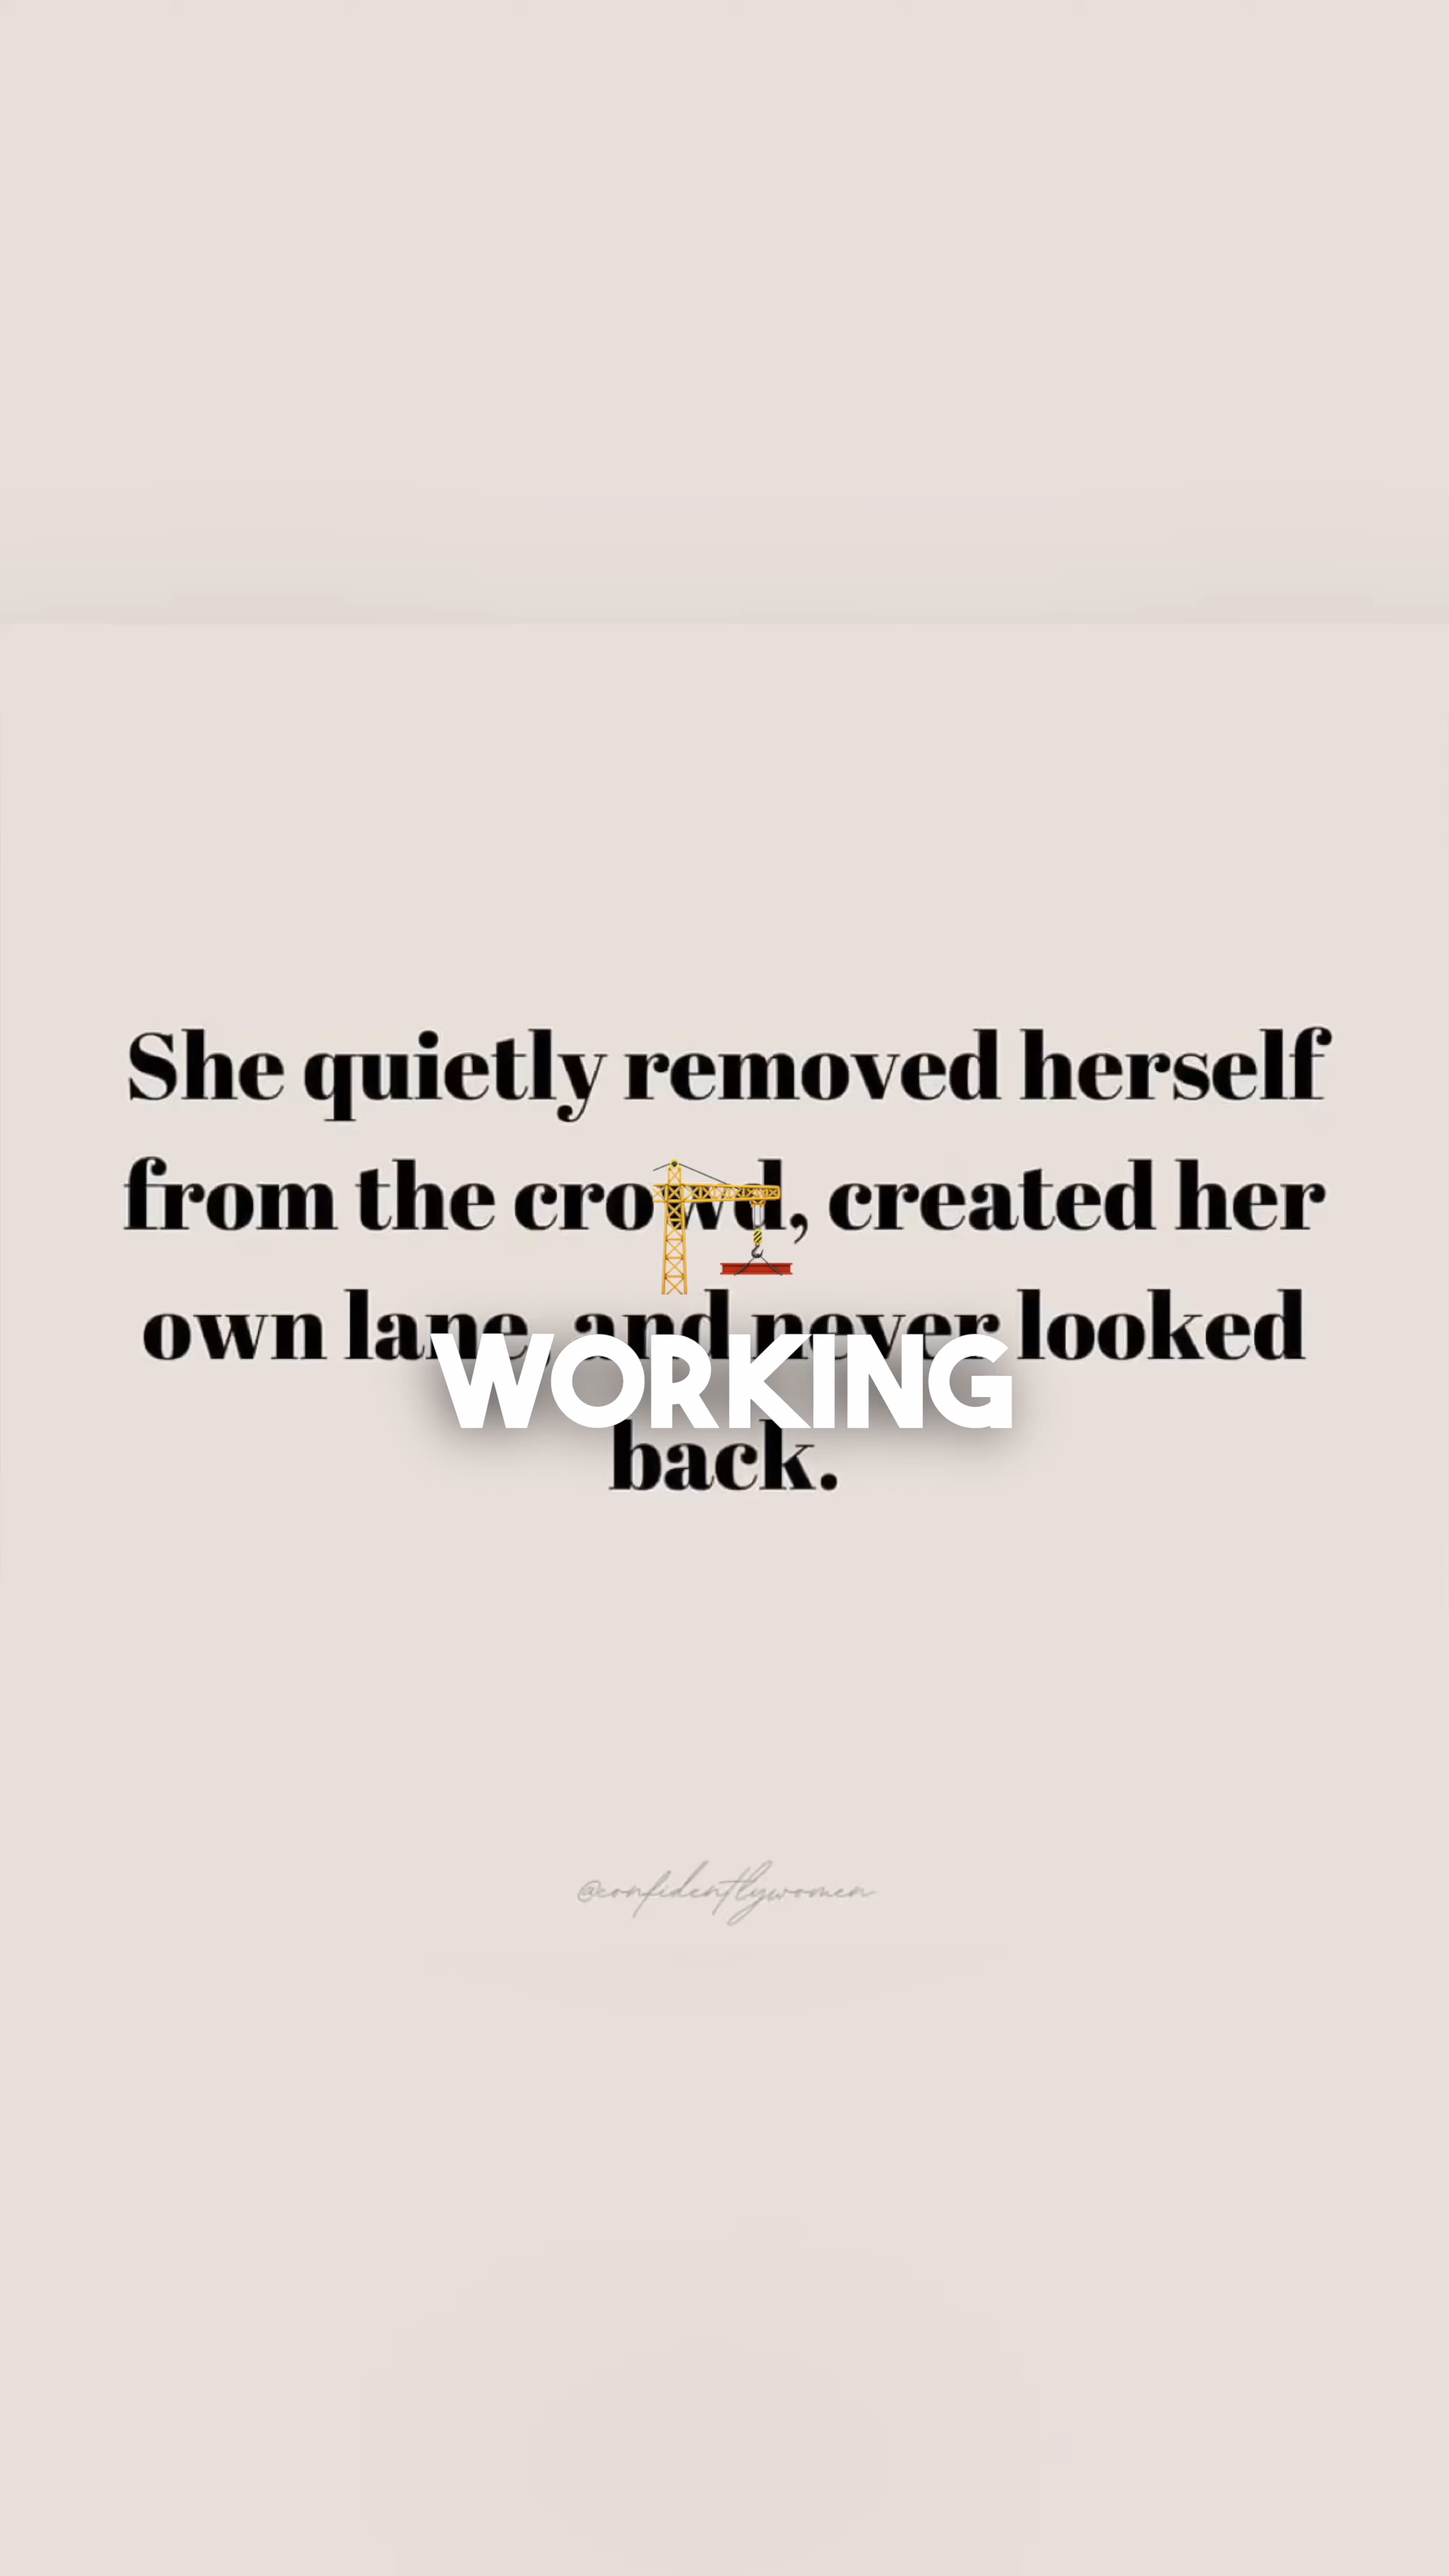 She quietly removed herself
from the crowd, created her
own lane, and never looked
WORKING
back.
@confidentlywomen